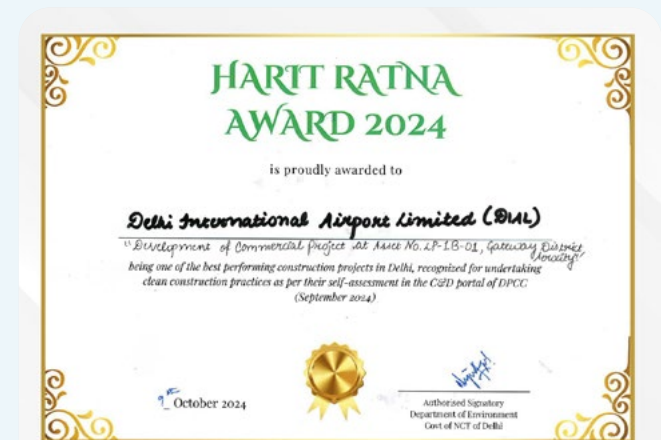 HARIT RATNA
AWARD 2024
is proudly awarded to
Delhi International Airport Limited (DIAL)
"Development of Commercial Project at Asset No. LP-1B-01, Gateway District,
Aerocity"
being one of the best performing construction projects in Delhi, recognized for undertaking
clean construction practices as per their self-assessment in the C&D portal of DPCC
(September 2024)
9th October 2024
Authorised Signatory
Department of Environment
Govt of NCT of Delhi